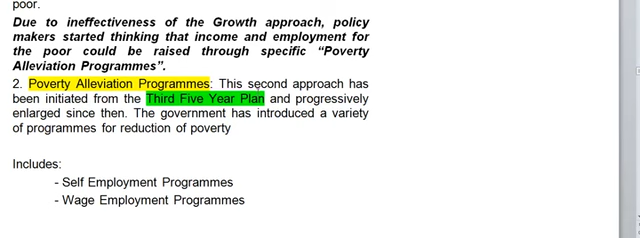 poor.
Due to ineffectiveness of the Growth approach, policy
makers started thinking that income and employment for
the poor could be raised through specific “Poverty
Alleviation Programmes”.
2. Poverty Alleviation Programmes: This second approach has
been initiated from the Third Five Year Plan and progressively
enlarged since then. The government has introduced a variety
of programmes for reduction of poverty
Includes:
- Self Employment Programmes
- Wage Employment Programmes